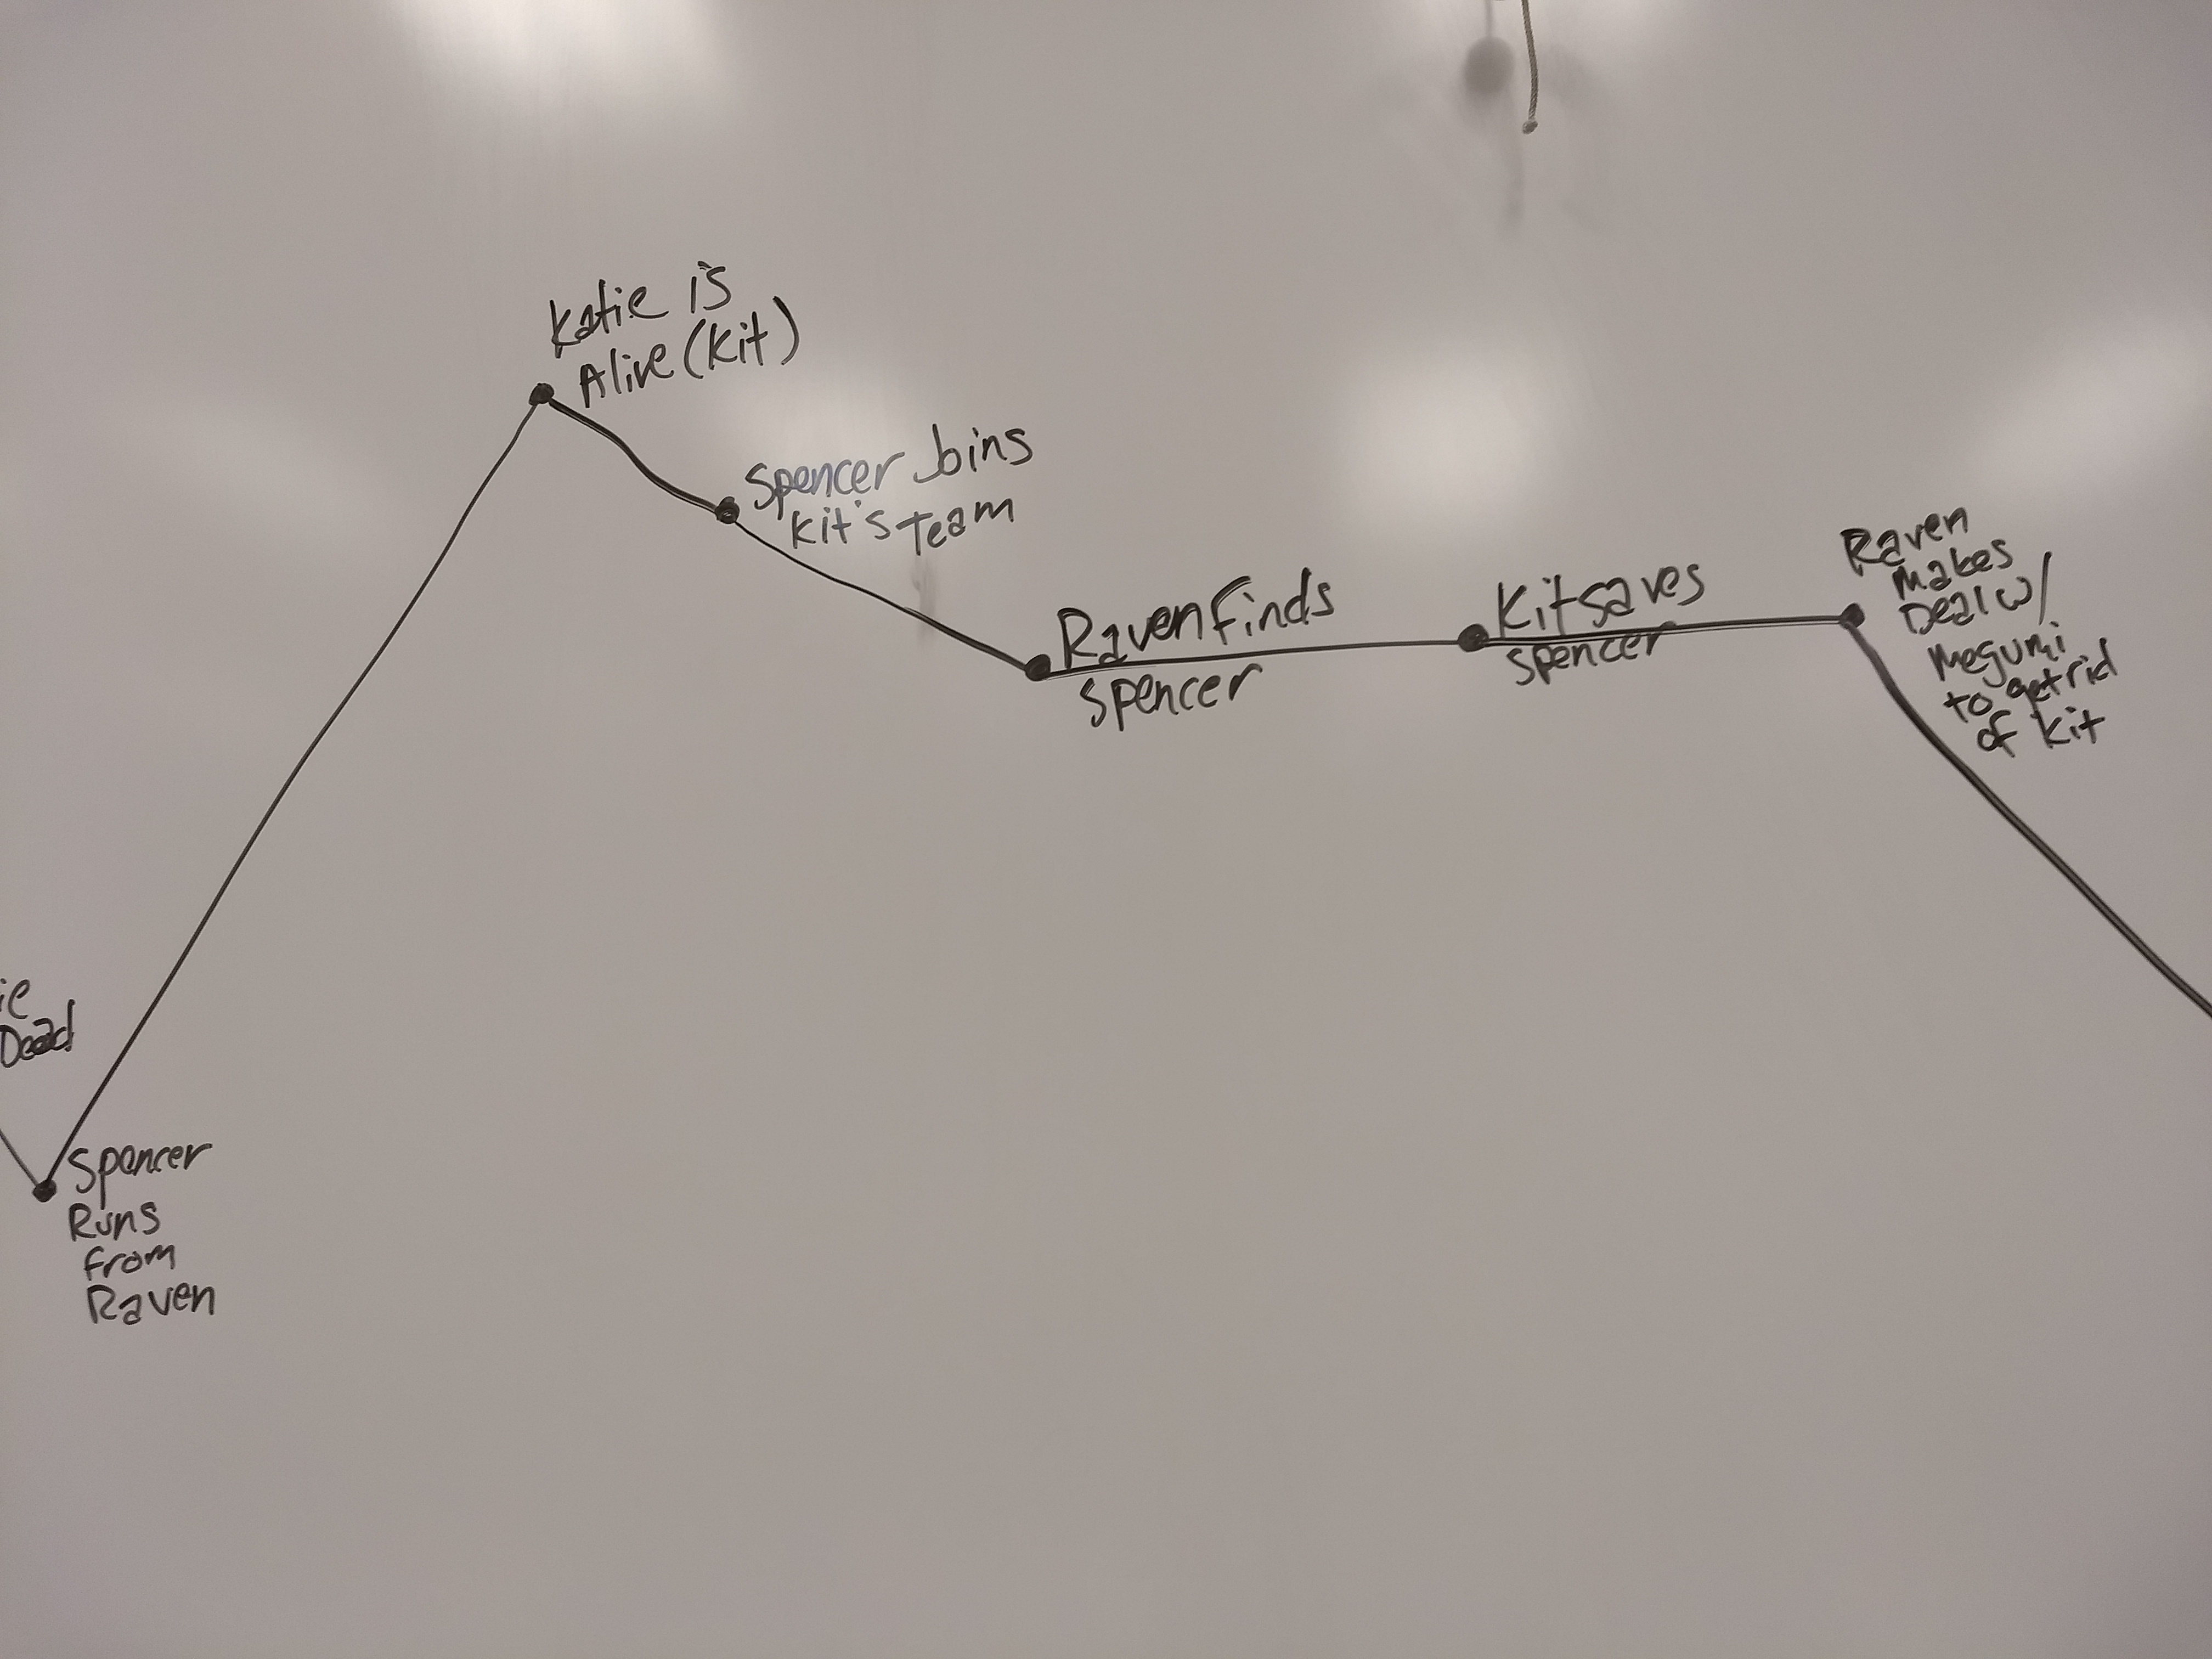 Katie is
Alive (Kit)
Spencer Joins
Kit's Team
Raven Finds
Spencer
Kit saves
Spencer
Raven
Makes
Deal w/
Megumi
to get rid
of Kit
ie
Dead
Spencer
Runs
from
Raven